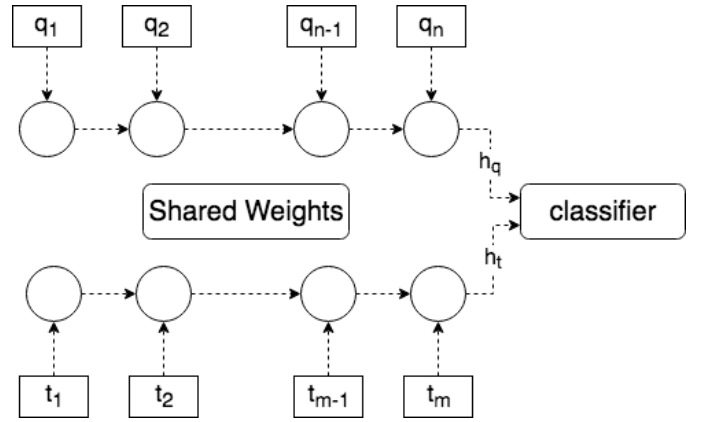 q1 q2 qn-1 qn
hq
Shared Weights classifier
ht
t1 t2 tm-1 tm